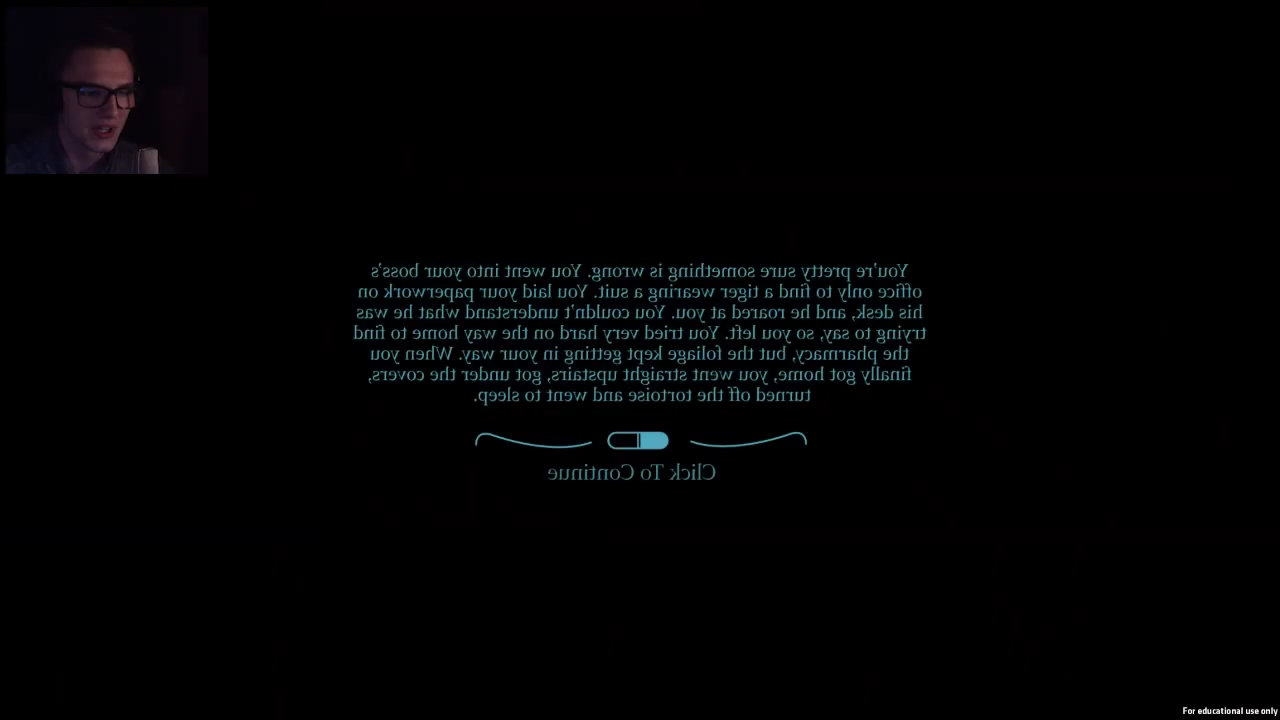 You're pretty sure something is wrong. You went into your boss's
office only to find a tiger wearing a suit. You laid your paperwork on
his desk, and he roared at you. You couldn't understand what he was
trying to say, so you left. You tried very hard on the way home to find
the pharmacy, but the foliage kept getting in your way. When you
finally got home, you went straight upstairs, got under the covers,
turned off the tortoise and went to sleep.
Click To Continue
For educational use only